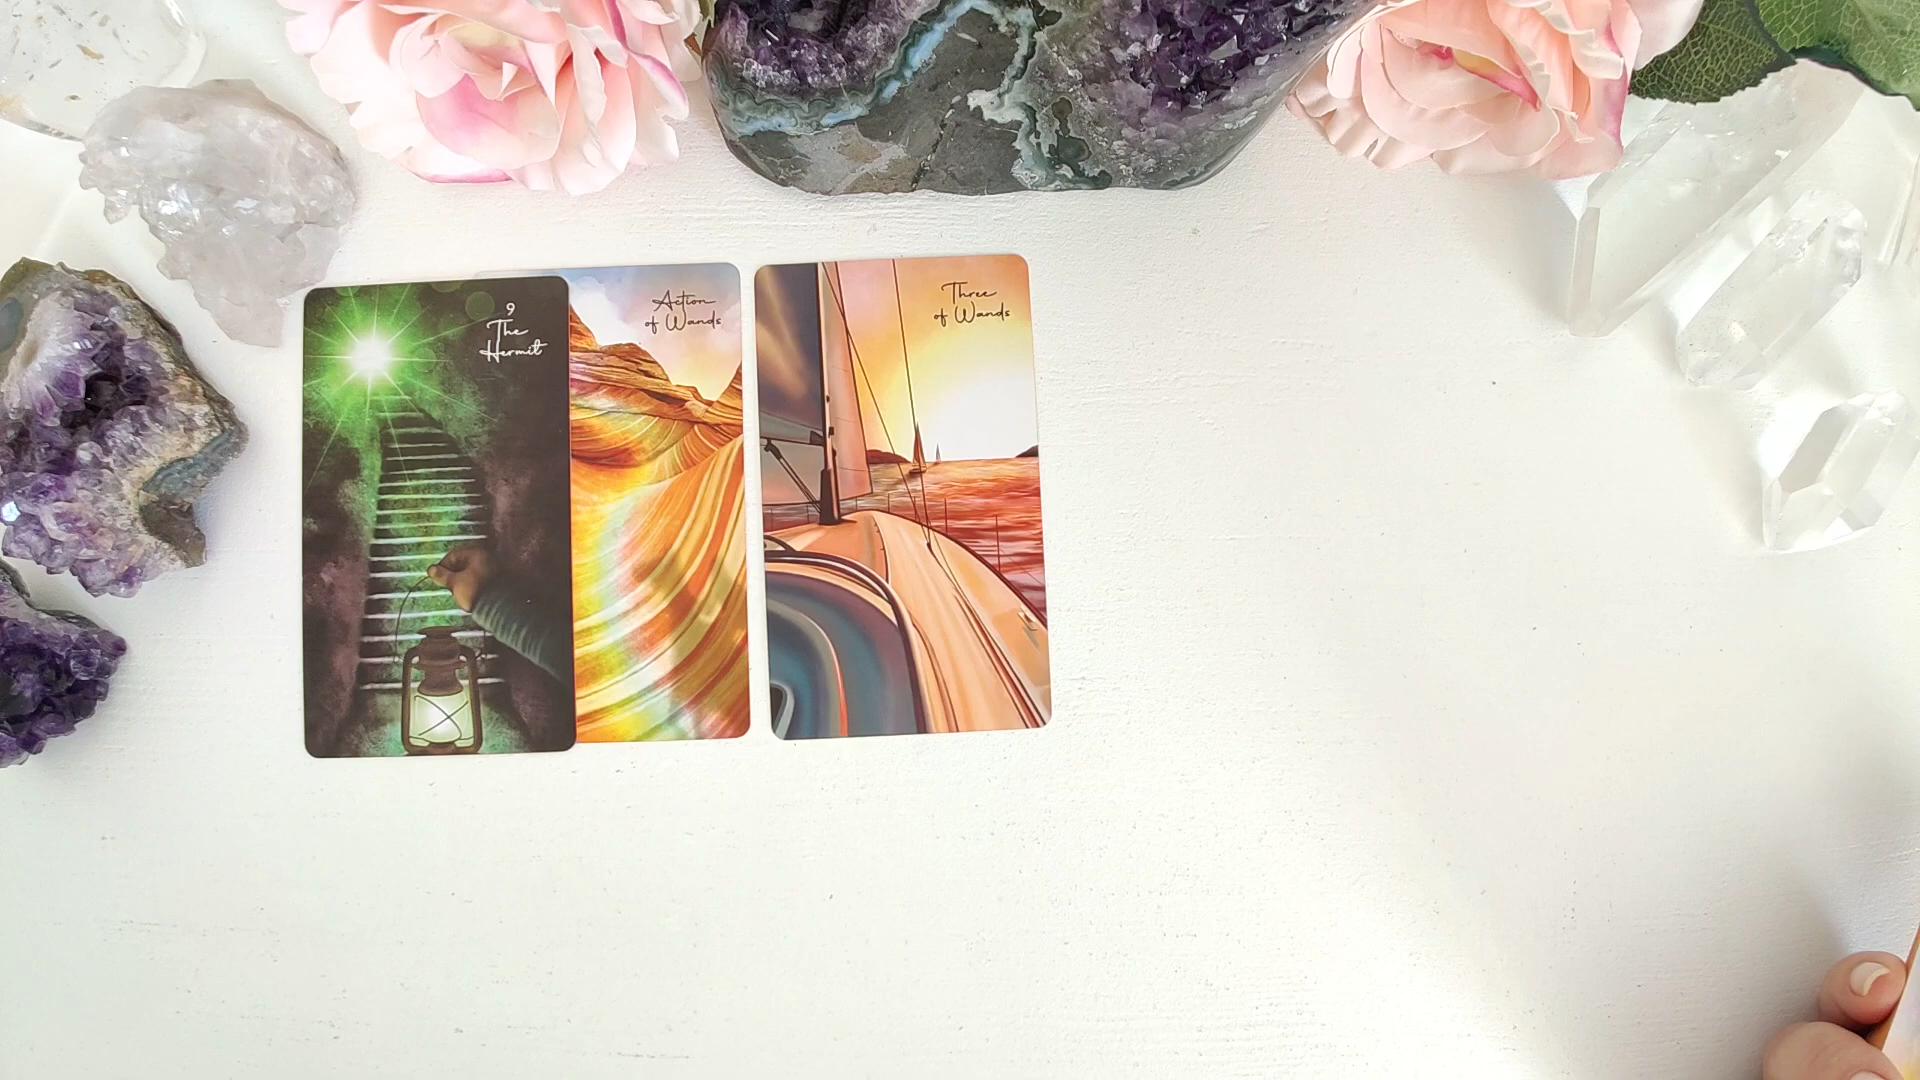 9
The
Hermit
Action
of Wands
Three
of Wands